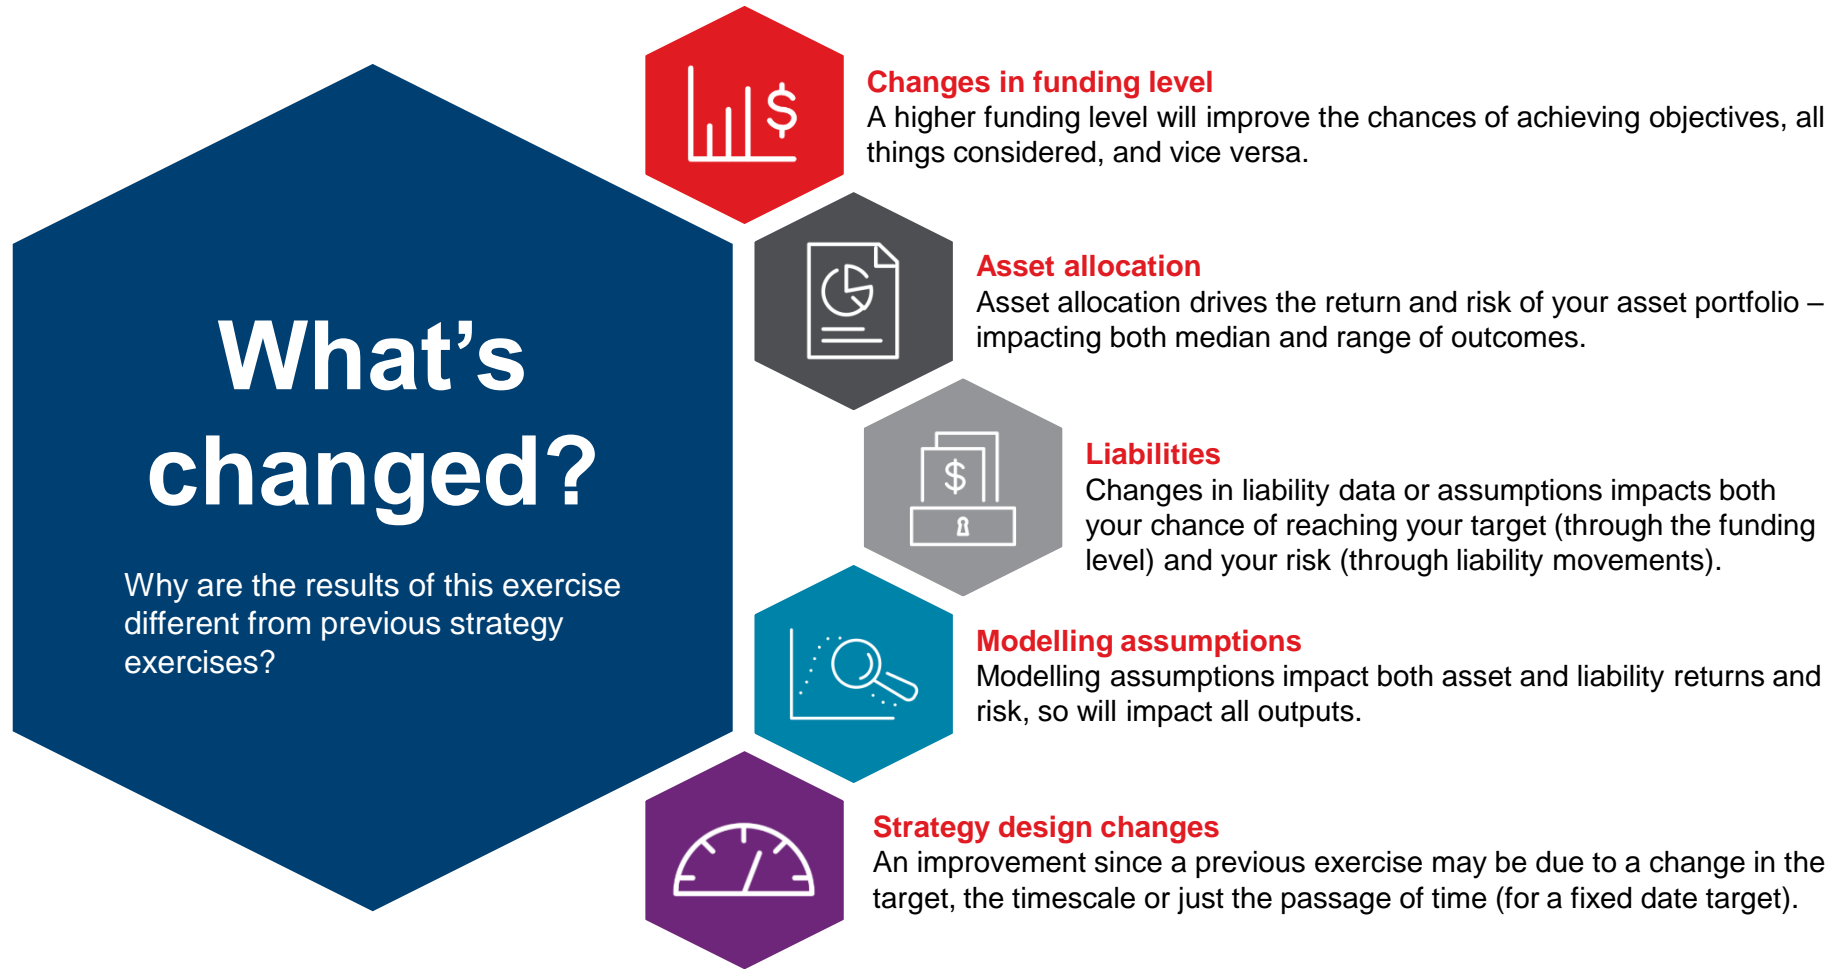 What’s
changed?
Why are the results of this exercise
different from previous strategy
exercises?
$
Changes in funding level
A higher funding level will improve the chances of achieving objectives, all
things considered, and vice versa.
Asset allocation
Asset allocation drives the return and risk of your asset portfolio –
impacting both median and range of outcomes.
$
Liabilities
Changes in liability data or assumptions impacts both
your chance of reaching your target (through the funding
level) and your risk (through liability movements).
Modelling assumptions
Modelling assumptions impact both asset and liability returns and
risk, so will impact all outputs.
Strategy design changes
An improvement since a previous exercise may be due to a change in the
target, the timescale or just the passage of time (for a fixed date target).